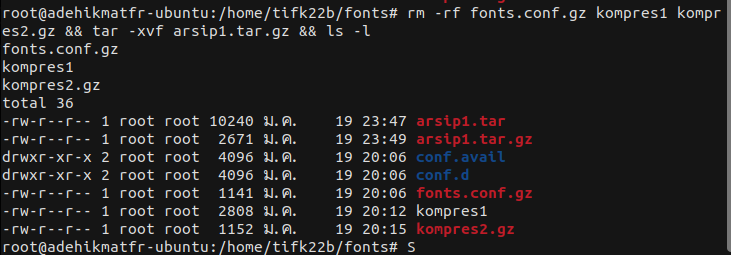 root@adehikmatfr-ubuntu:/home/tifk22b/fonts# rm -rf fonts.conf.gz kompres1 kompr
es2.gz && tar -xvf arsip1.tar.gz && ls -l
fonts.conf.gz
kompres1
kompres2.gz
total 36
-rw-r--r-- 1 root root 10240 ม.ค.    19 23:47 arsip1.tar
-rw-r--r-- 1 root root  2671 ม.ค.    19 23:49 arsip1.tar.gz
drwxr-xr-x 2 root root  4096 ม.ค.    19 20:06 conf.avail
drwxr-xr-x 2 root root  4096 ม.ค.    19 20:06 conf.d
-rw-r--r-- 1 root root  1141 ม.ค.    19 20:06 fonts.conf.gz
-rw-r--r-- 1 root root  2808 ม.ค.    19 20:12 kompres1
-rw-r--r-- 1 root root  1152 ม.ค.    19 20:15 kompres2.gz
root@adehikmatfr-ubuntu:/home/tifk22b/fonts# S